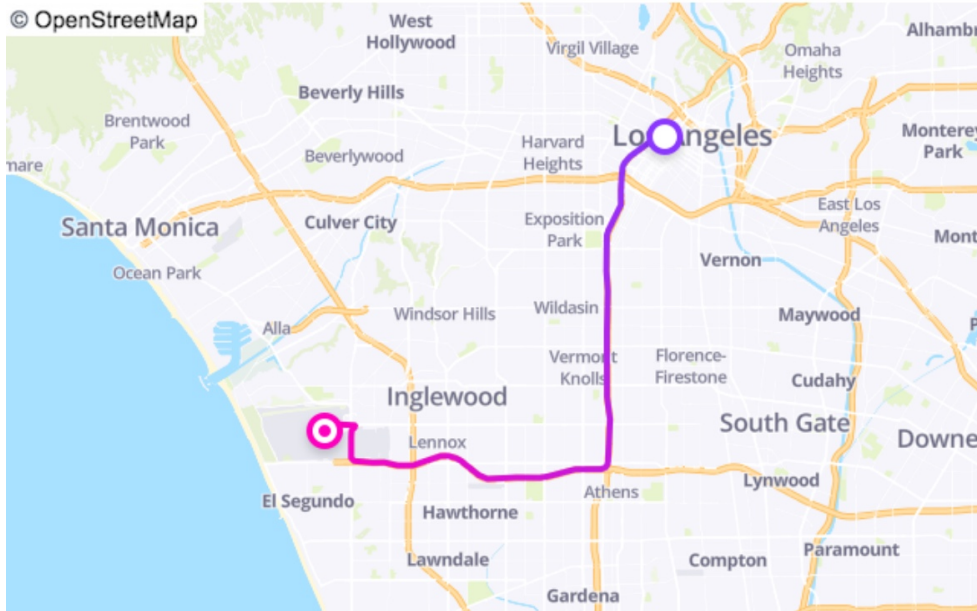 © OpenStreetMap
West
Hollywood
Virgil Village
Omaha
Heights
Beverly Hills
Brentwood
Park
Harvard
Heights
Los Angeles
Beverlywood
mare
East Los
Angeles
Santa Monica
Culver City
Exposition
Park
Vernon
Ocean Park
Windsor Hills
Wildasin
Maywood
Alla
Vermont
Knolls
Florence-
Firestone
Cudahy
Inglewood
South Gate
Lennox
Lynwood
El Segundo
Athens
Hawthorne
Lawndale
Compton
Paramount
Gardena
Monterey
Park
Alhambr
Mont
Downe